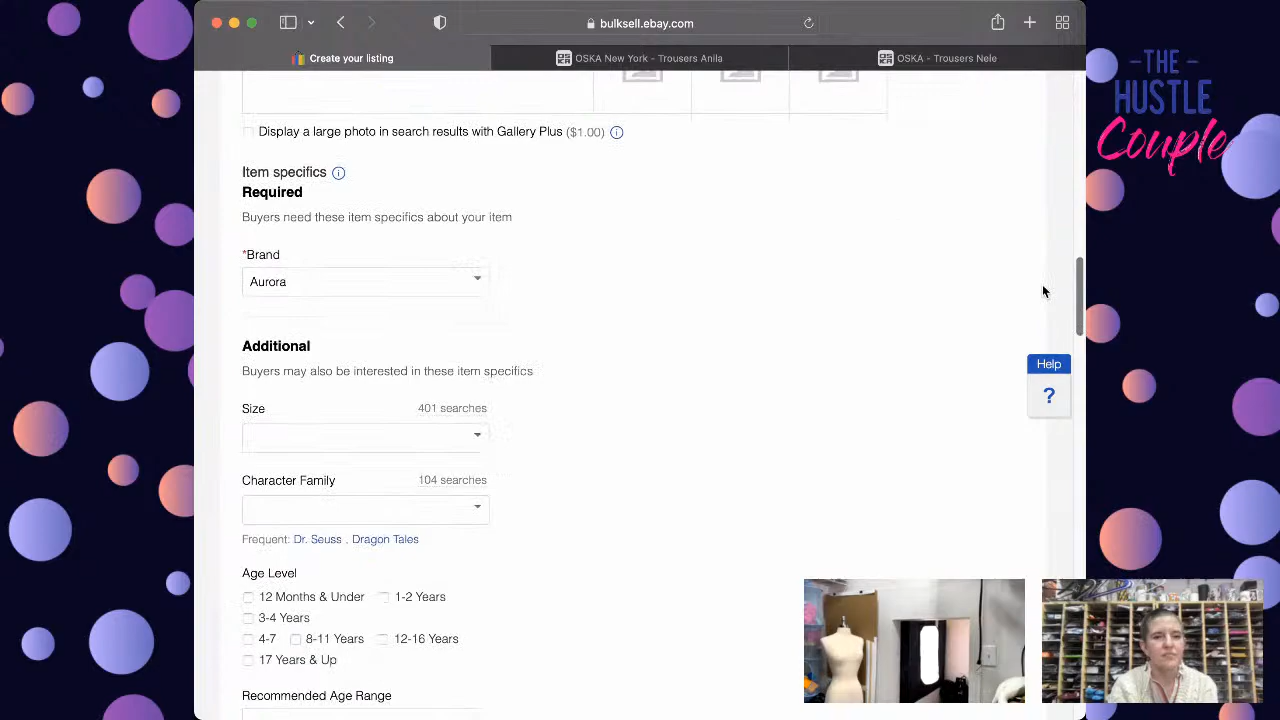 bulksell.ebay.com
Create your listing
OSKA New York - Trousers Anila
OSKA - Trousers Nele
-THE-
HUSTLE
Couple
Display a large photo in search results with Gallery Plus ($1.00)
Item specifics
Required
Buyers need these item specifics about your item
*Brand
Aurora
Help
?
Additional
Buyers may also be interested in these item specifics
Size 401 searches
Character Family 104 searches
Frequent: Dr. Seuss , Dragon Tales
Age Level
12 Months & Under 1-2 Years
3-4 Years
4-7 8-11 Years 12-16 Years
17 Years & Up
Recommended Age Range